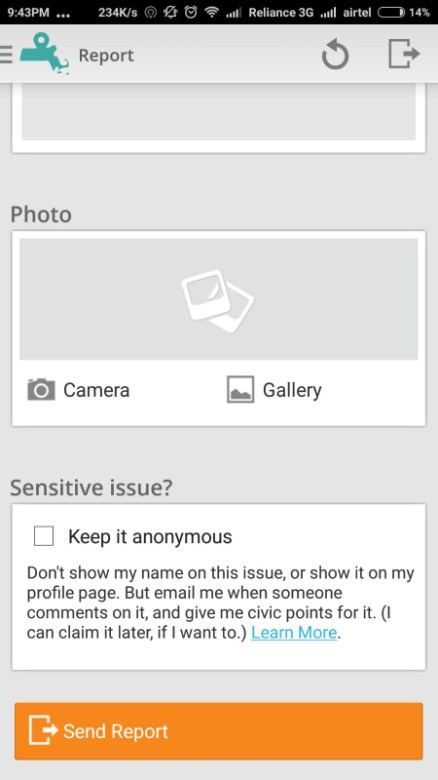 9:43PM ... 234K/s Reliance 3G airtel 14%
Report
Photo
Camera Gallery
Sensitive issue?
Keep it anonymous
Don't show my name on this issue, or show it on my
profile page. But email me when someone
comments on it, and give me civic points for it. (I
can claim it later, if I want to.) Learn More.
Send Report